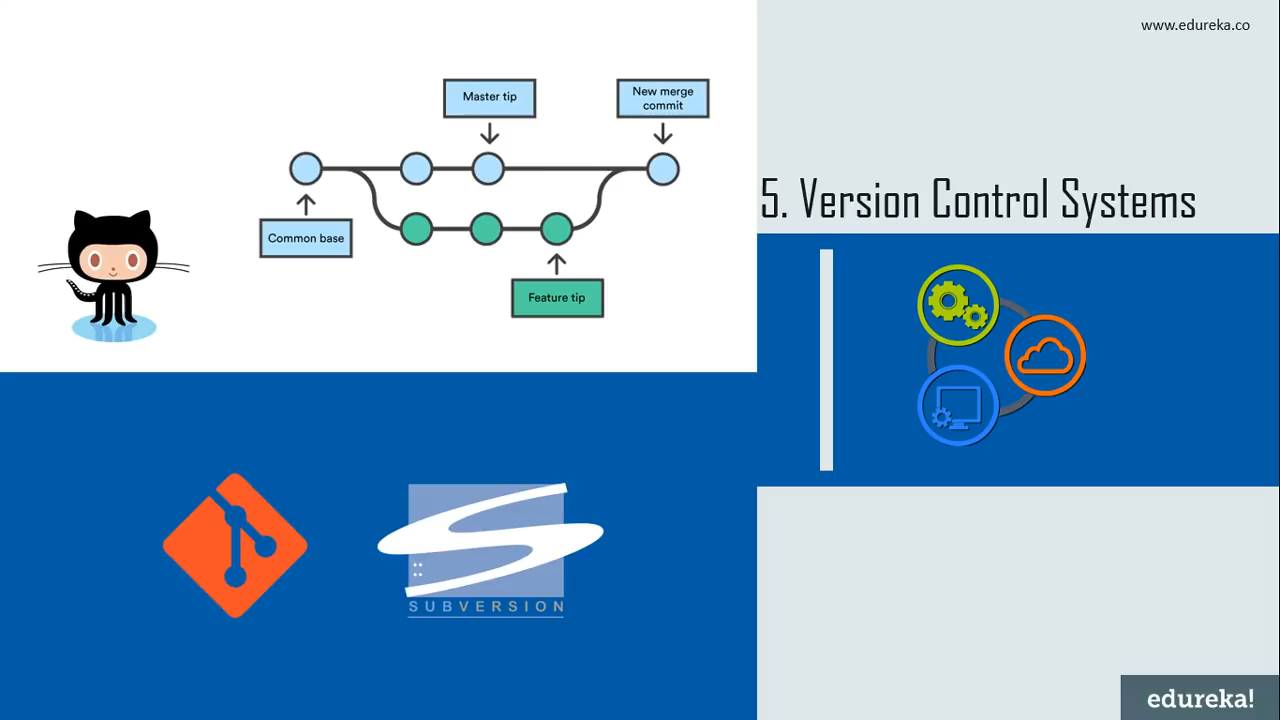 www.edureka.co
Master tip
New merge
commit
5. Version Control Systems
Common base
Feature tip
SUBVERSION
edureka!